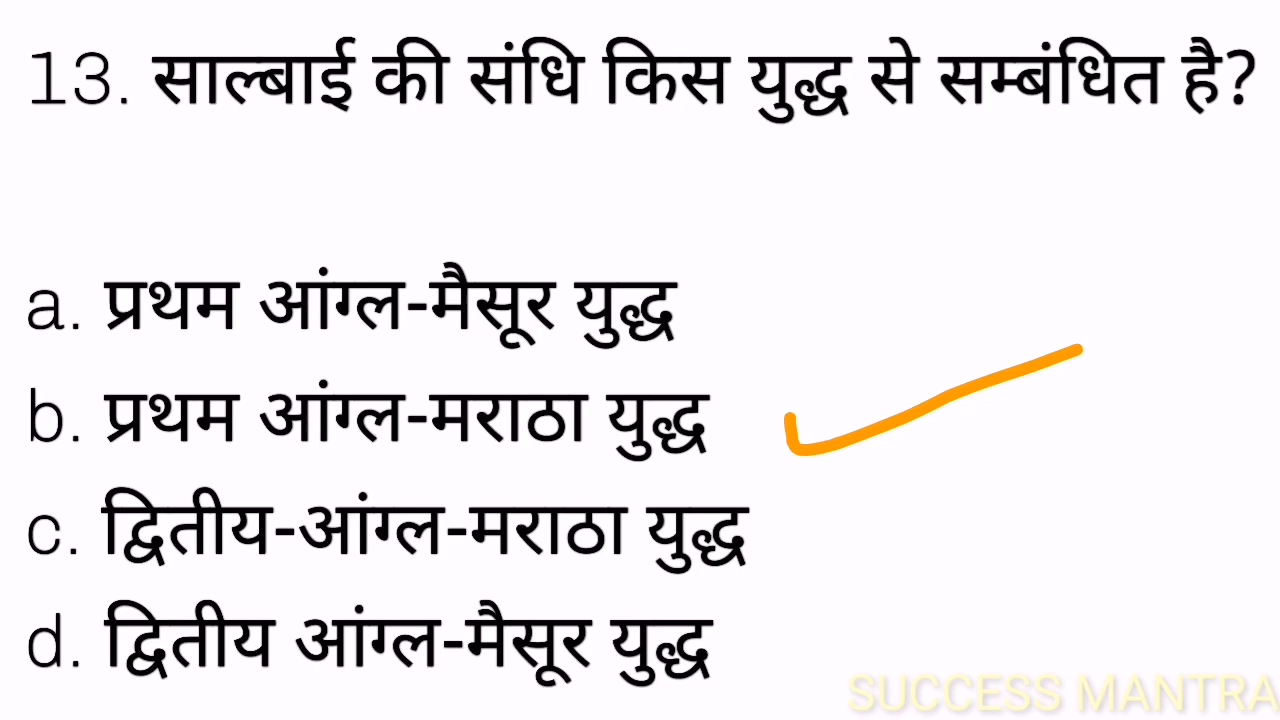 13. साल्बाई की संधि किस युद्ध से सम्बंधित है?
a. प्रथम आंग्ल-मैसूर युद्ध
b. प्रथम आंग्ल-मराठा युद्ध
c. द्वितीय-आंग्ल-मराठा युद्ध
d. द्वितीय आंग्ल-मैसूर युद्ध
SUCCESS MANTRA